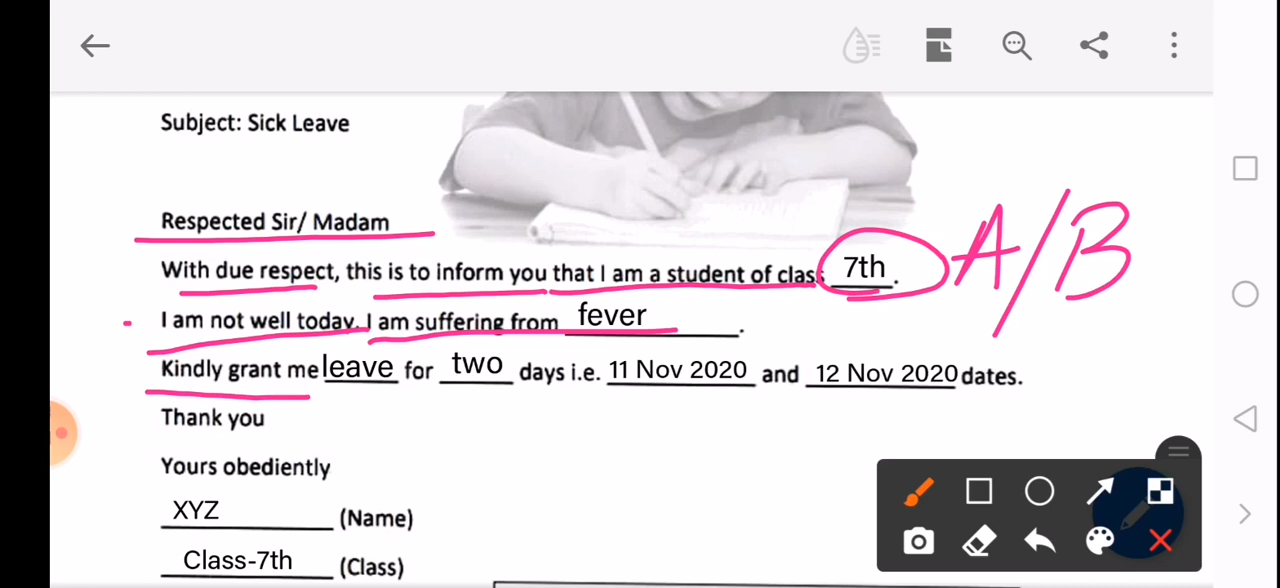 Subject: Sick Leave
Respected Sir/ Madam
With due respect, this is to inform you that I am a student of class 7th.
A/B
I am not well today. I am suffering from fever.
Kindly grant me leave for two days i.e. 11 Nov 2020 and 12 Nov 2020 dates.
Thank you
Yours obediently
XYZ (Name)
Class-7th (Class)